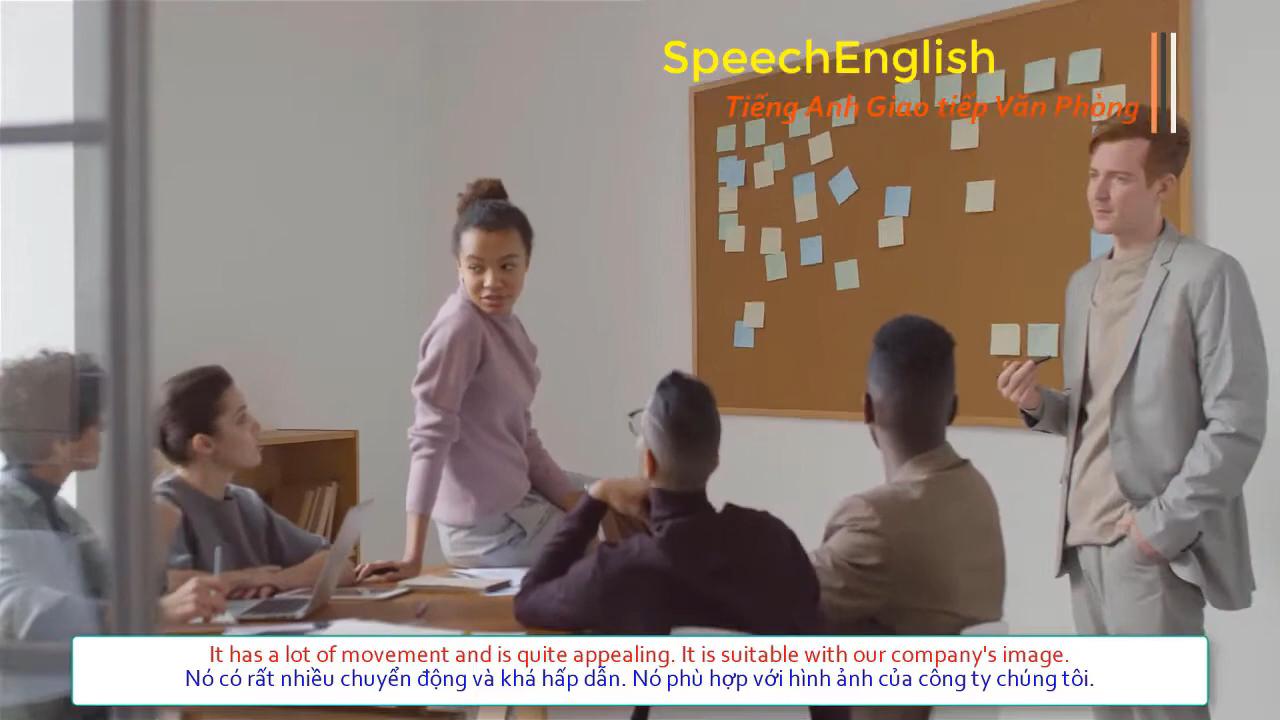 SpeechEnglish
Tiếng Anh Giao tiếp Văn Phòng
It has a lot of movement and is quite appealing. It is suitable with our company's image.
Nó có rất nhiều chuyển động và khá hấp dẫn. Nó phù hợp với hình ảnh của công ty chúng tôi.